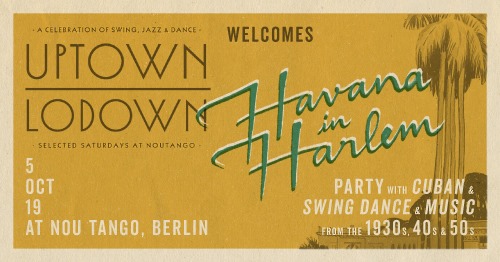 - A CELEBRATION OF SWING, JAZZ & DANCE -
UPTOWN
LODOWN
- SELECTED SATURDAYS AT NOUTANGO -
5
OCT
19
AT NOU TANGO, BERLIN
WELCOMES
Havana
in
Harlem
PARTY WITH CUBAN &
SWING DANCE & MUSIC
FROM THE 1930s, 40s & 50s